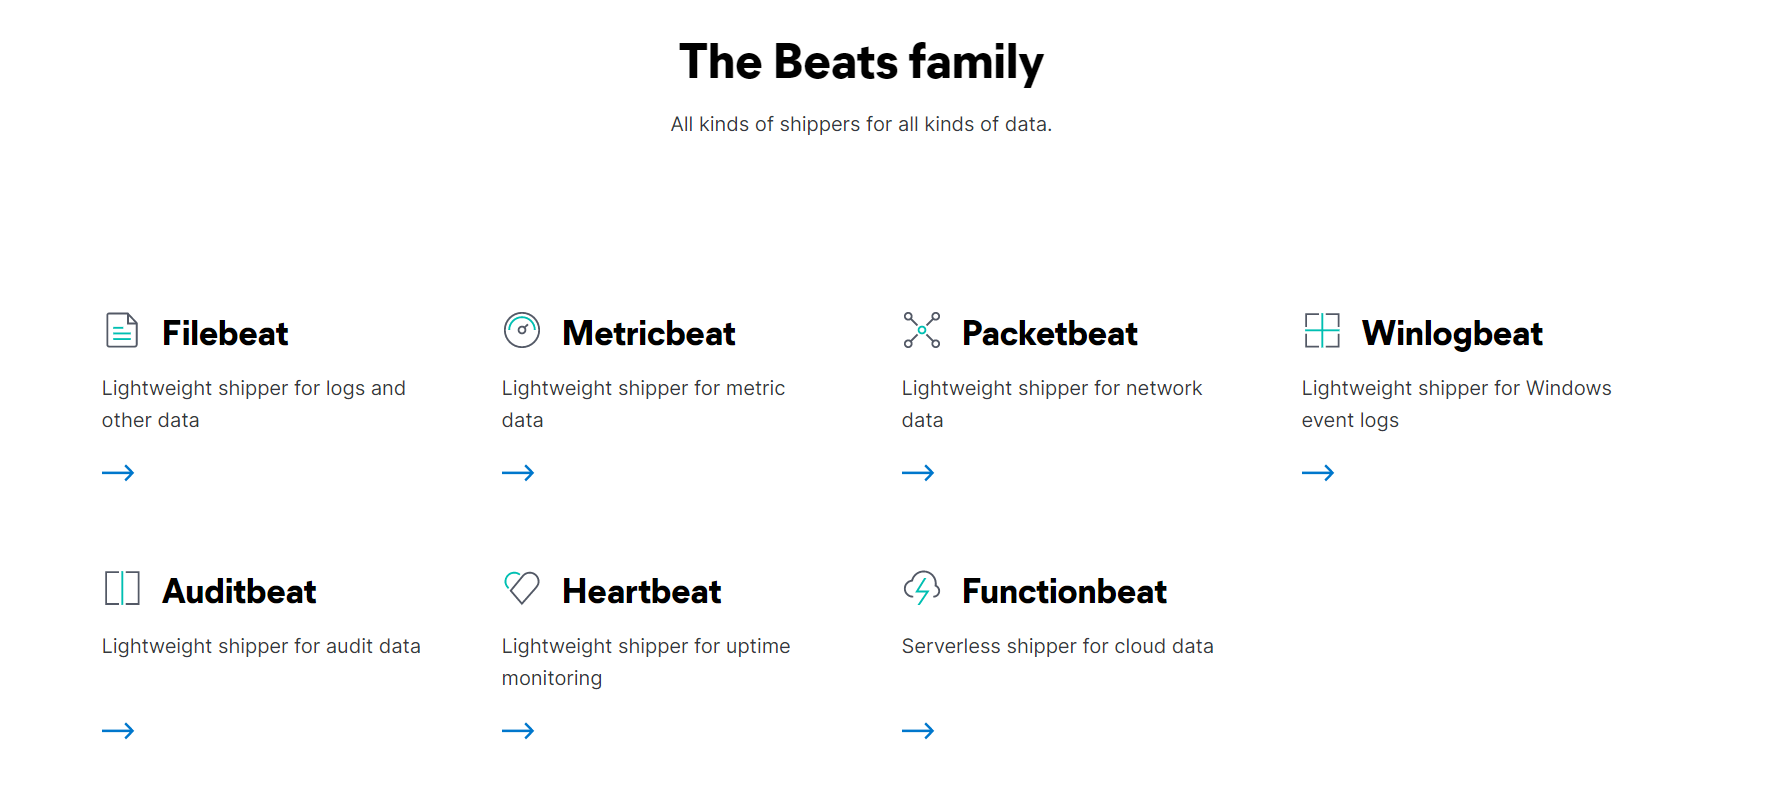 The Beats family
All kinds of shippers for all kinds of data.
Filebeat
Lightweight shipper for logs and
other data
Metricbeat
Lightweight shipper for metric
data
Packetbeat
Lightweight shipper for network
data
Winlogbeat
Lightweight shipper for Windows
event logs
Auditbeat
Lightweight shipper for audit data
Heartbeat
Lightweight shipper for uptime
monitoring
Functionbeat
Serverless shipper for cloud data